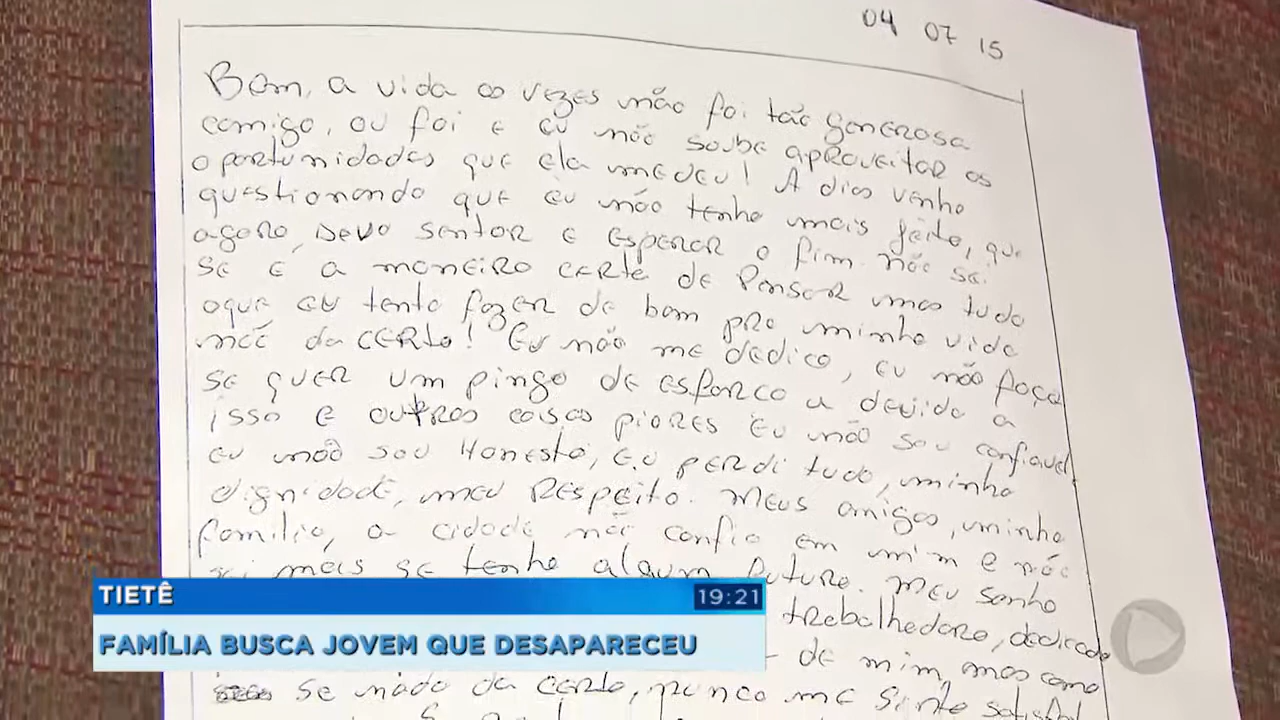 04 07 15
Bom, a vida as vezes não foi tão generosa
comigo, ou foi e eu não soube aproveitar as
oportunidades que ela me deu! A dias venho
questionando que eu não tenho mais jeito, que
agora, devo sentar e esperar o fim. Não sei
se e a maneira certa de pensar mas tudo
oque eu tento fazer de bom pra minha vida
não da certo! Eu não me dedico, eu não faço
se quer um pingo de esforço e devido a
isso e outras coisas piores eu não sou confiavel
eu não sou Honesto, Eu perdi tudo, minha
dignidade, meu Respeito. Meus amigos, minha
familia, a cidade não confia em mim e não
sei mais se tenho algum futuro. Meu sonho
trabalhadora, dedicada
de mim, mas como
se nada da certo, nunca me sinto
TIETÊ
19:21
FAMÍLIA BUSCA JOVEM QUE DESAPARECEU